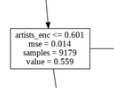 artists_enc <= 0.601
mse = 0.014
samples = 9179
value = 0.559